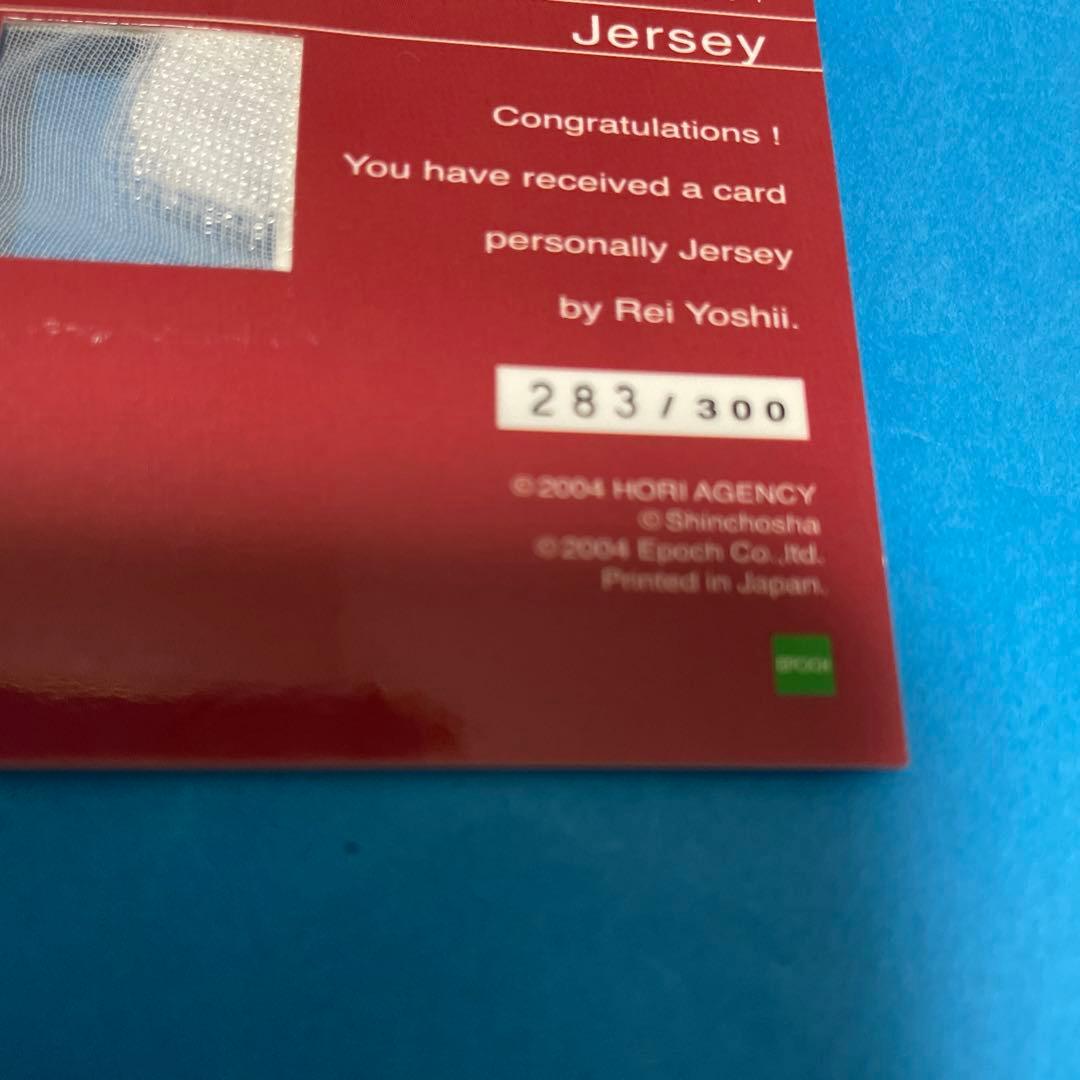 Jersey
Congratulations !
You have received a card
personally Jersey
by Rei Yoshii.
283/300
©2004 HORI AGENCY
©Shinchosha
©2004 Epoch Co.,ltd.
Printed in Japan.
EPOCH